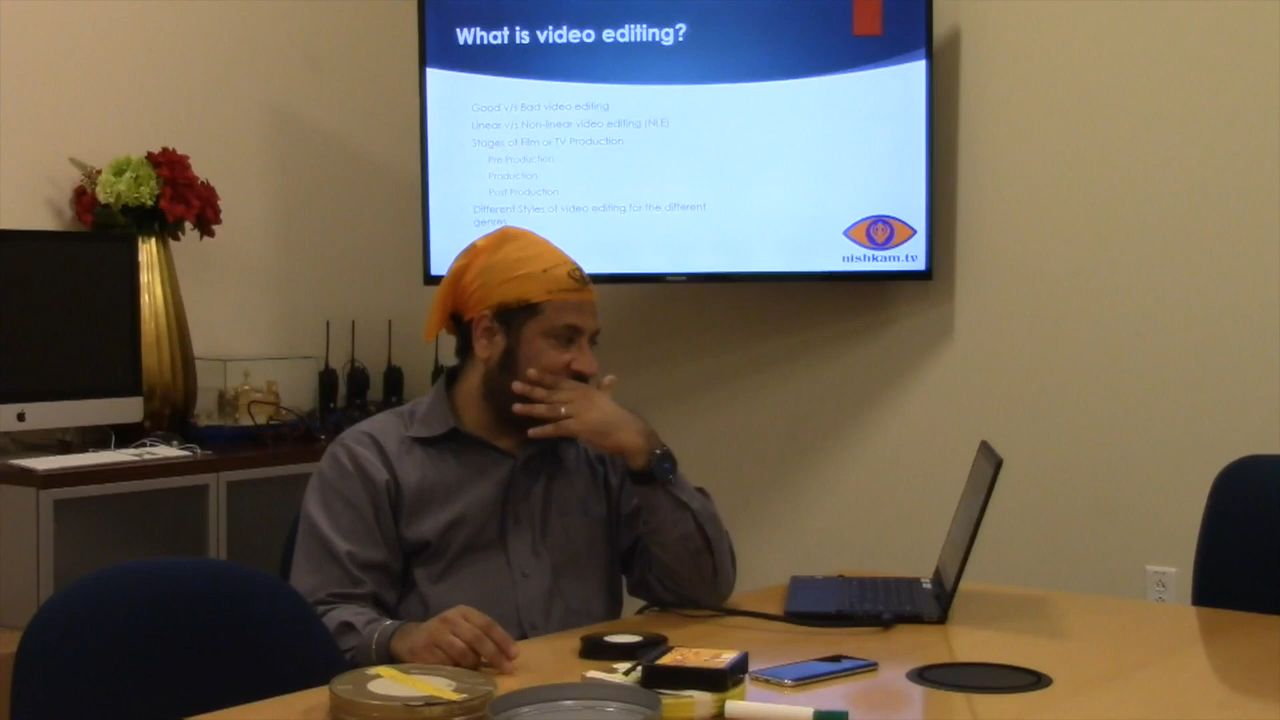 What is video editing?
Good v/s Bad video editing
Linear v/s Non-linear video editing (NLE)
Stages of Film or TV Production
Pre Production
Production
Post Production
Different Styles of video editing for the different
genres
nishkam.tv